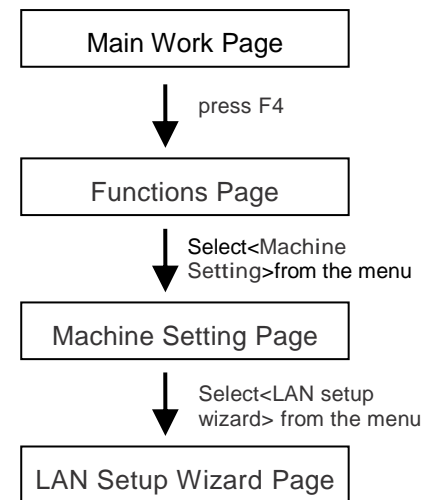 Main Work Page
press F4
Functions Page
Select<Machine
Setting>from the menu
Machine Setting Page
Select<LAN setup
wizard> from the menu
LAN Setup Wizard Page